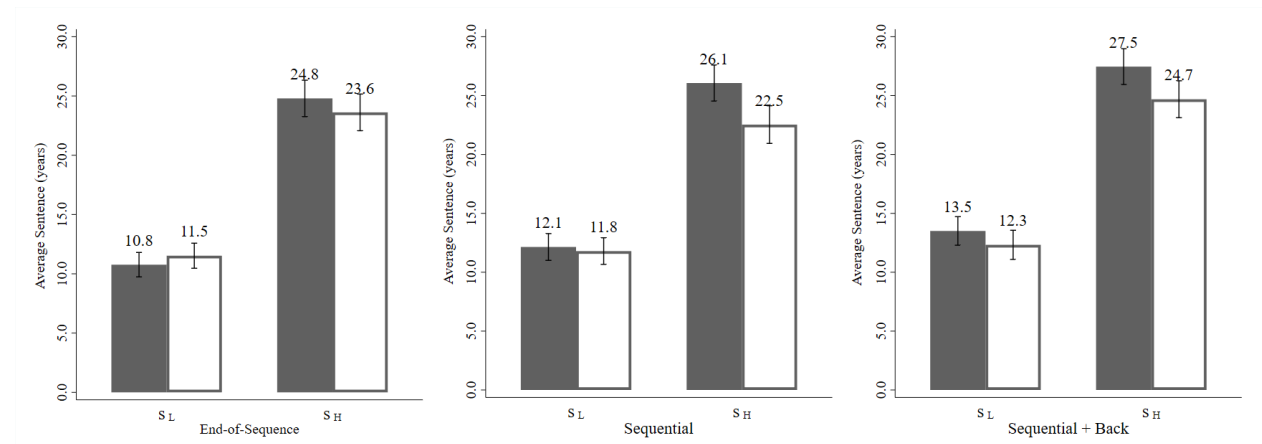 Average Sentence (years)
30.0
25.0
20.0
15.0
10.0
5.0
0.0
10.8
11.5
24.8
23.6
S L
S H
End-of-Sequence
Average Sentence (years)
30.0
25.0
20.0
15.0
10.0
5.0
0.0
12.1
11.8
26.1
22.5
S L
S H
Sequential
Average Sentence (years)
30.0
25.0
20.0
15.0
10.0
5.0
0.0
13.5
12.3
27.5
24.7
S L
S H
Sequential + Back